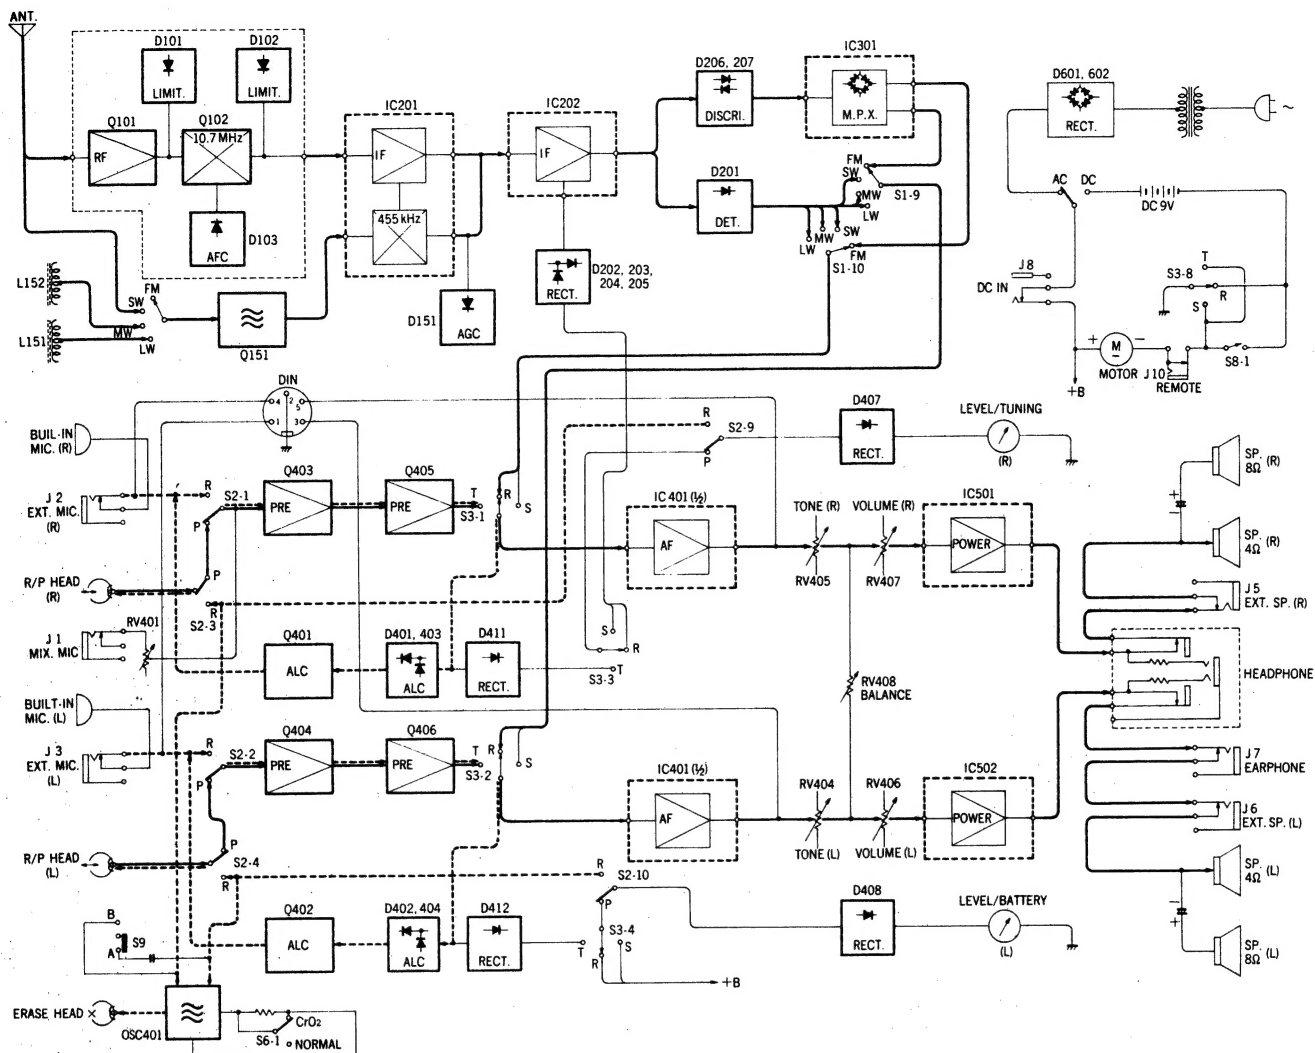 ANT.
D101
LIMIT.
D102
LIMIT.
Q101
RF
Q102
10.7 MHz
D103
AFC
IC201
IF
455 kHz
IC202
IF
D206, 207
DISCRI.
IC301
M.P.X.
D601, 602
RECT.
~
D201
DET.
FM
SW
MW
LW
S1-9
LW
MW
SW
FM
S1-10
AC
DC
DC 9V
L152
L151
FM
SW
MW
LW
Q151
D151
AGC
D202, 203,
204, 205
RECT.
J8
DC IN
T
S3-8
R
S
+
M
-
MOTOR
J10
REMOTE
S8-1
+B
DIN
4
2
5
1
3
BUIL-IN
MIC. (R)
J 2
EXT. MIC.
(R)
R
S2-1
P
Q403
PRE
Q405
PRE
T
S3-1
R
S
R
S2-9
P
D407
RECT.
LEVEL/TUNING
(R)
SP.
8Ω (R)
+
-
SP.
4Ω (R)
IC 401 (½)
AF
TONE (R)
RV405
VOLUME (R)
RV407
IC501
POWER
R/P HEAD
(R)
P
R
S2-3
RV401
J 1
MIX. MIC
Q401
ALC
D401, 403
ALC
D411
RECT.
S
R
S3-3
T
J 5
EXT. SP. (R)
HEADPHONE
RV408
BALANCE
BUILT-IN
MIC. (L)
J 3
EXT. MIC.
(L)
R
S2-2
P
Q404
PRE
Q406
PRE
T
S3-2
R
S
IC401 (½)
AF
RV404
TONE (L)
RV406
VOLUME (L)
IC502
POWER
J 7
EARPHONE
J 6
EXT. SP. (L)
R/P HEAD
(L)
P
S2-4
R
R
S2-10
P
S3-4
S
R
T
+B
D408
RECT.
LEVEL/BATTERY
(L)
SP.
4Ω (L)
-
+
SP.
8Ω (L)
B
S9
A
Q402
ALC
D402, 404
ALC
D412
RECT.
ERASE HEAD
OSC401
CrO2
S6-1
NORMAL